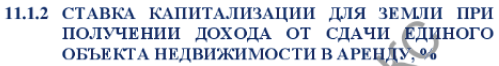 11.1.2 СТАВКА КАПИТАЛИЗАЦИИ ДЛЯ ЗЕМЛИ ПРИ
ПОЛУЧЕНИИ ДОХОДА ОТ СДАЧИ ЕДИНОГО
ОБЪЕКТА НЕДВИЖИМОСТИ В АРЕНДУ, %